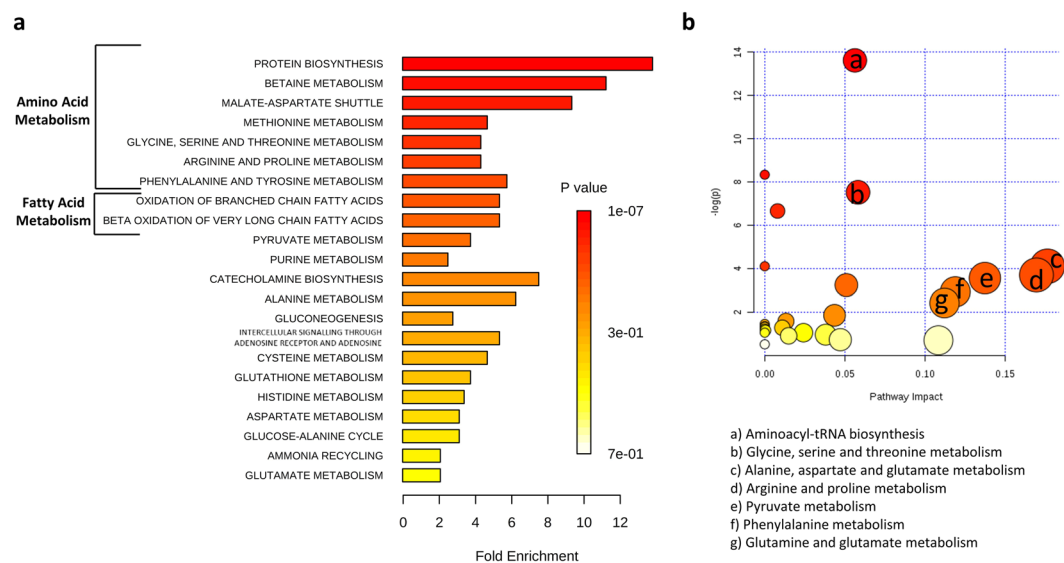 a
Amino Acid
Metabolism
Fatty Acid
Metabolism
PROTEIN BIOSYNTHESIS
BETAINE METABOLISM
MALATE-ASPARTATE SHUTTLE
METHIONINE METABOLISM
GLYCINE, SERINE AND THREONINE METABOLISM
ARGININE AND PROLINE METABOLISM
PHENYLALANINE AND TYROSINE METABOLISM
OXIDATION OF BRANCHED CHAIN FATTY ACIDS
BETA OXIDATION OF VERY LONG CHAIN FATTY ACIDS
PYRUVATE METABOLISM
PURINE METABOLISM
CATECHOLAMINE BIOSYNTHESIS
ALANINE METABOLISM
GLUCONEOGENESIS
INTERCELLULAR SIGNALLING THROUGH
ADENOSINE RECEPTOR AND ADENOSINE
CYSTEINE METABOLISM
GLUTATHIONE METABOLISM
HISTIDINE METABOLISM
ASPARTATE METABOLISM
GLUCOSE-ALANINE CYCLE
AMMONIA RECYCLING
GLUTAMATE METABOLISM
0 2 4 6 8 10 12
Fold Enrichment
P value
1e-07
3e-01
7e-01
b
14
12
10
8
6
4
2
-log(p)
a
b
c
d
e
f
g
0.00 0.05 0.10 0.15
Pathway Impact
a) Aminoacyl-tRNA biosynthesis
b) Glycine, serine and threonine metabolism
c) Alanine, aspartate and glutamate metabolism
d) Arginine and proline metabolism
e) Pyruvate metabolism
f) Phenylalanine metabolism
g) Glutamine and glutamate metabolism